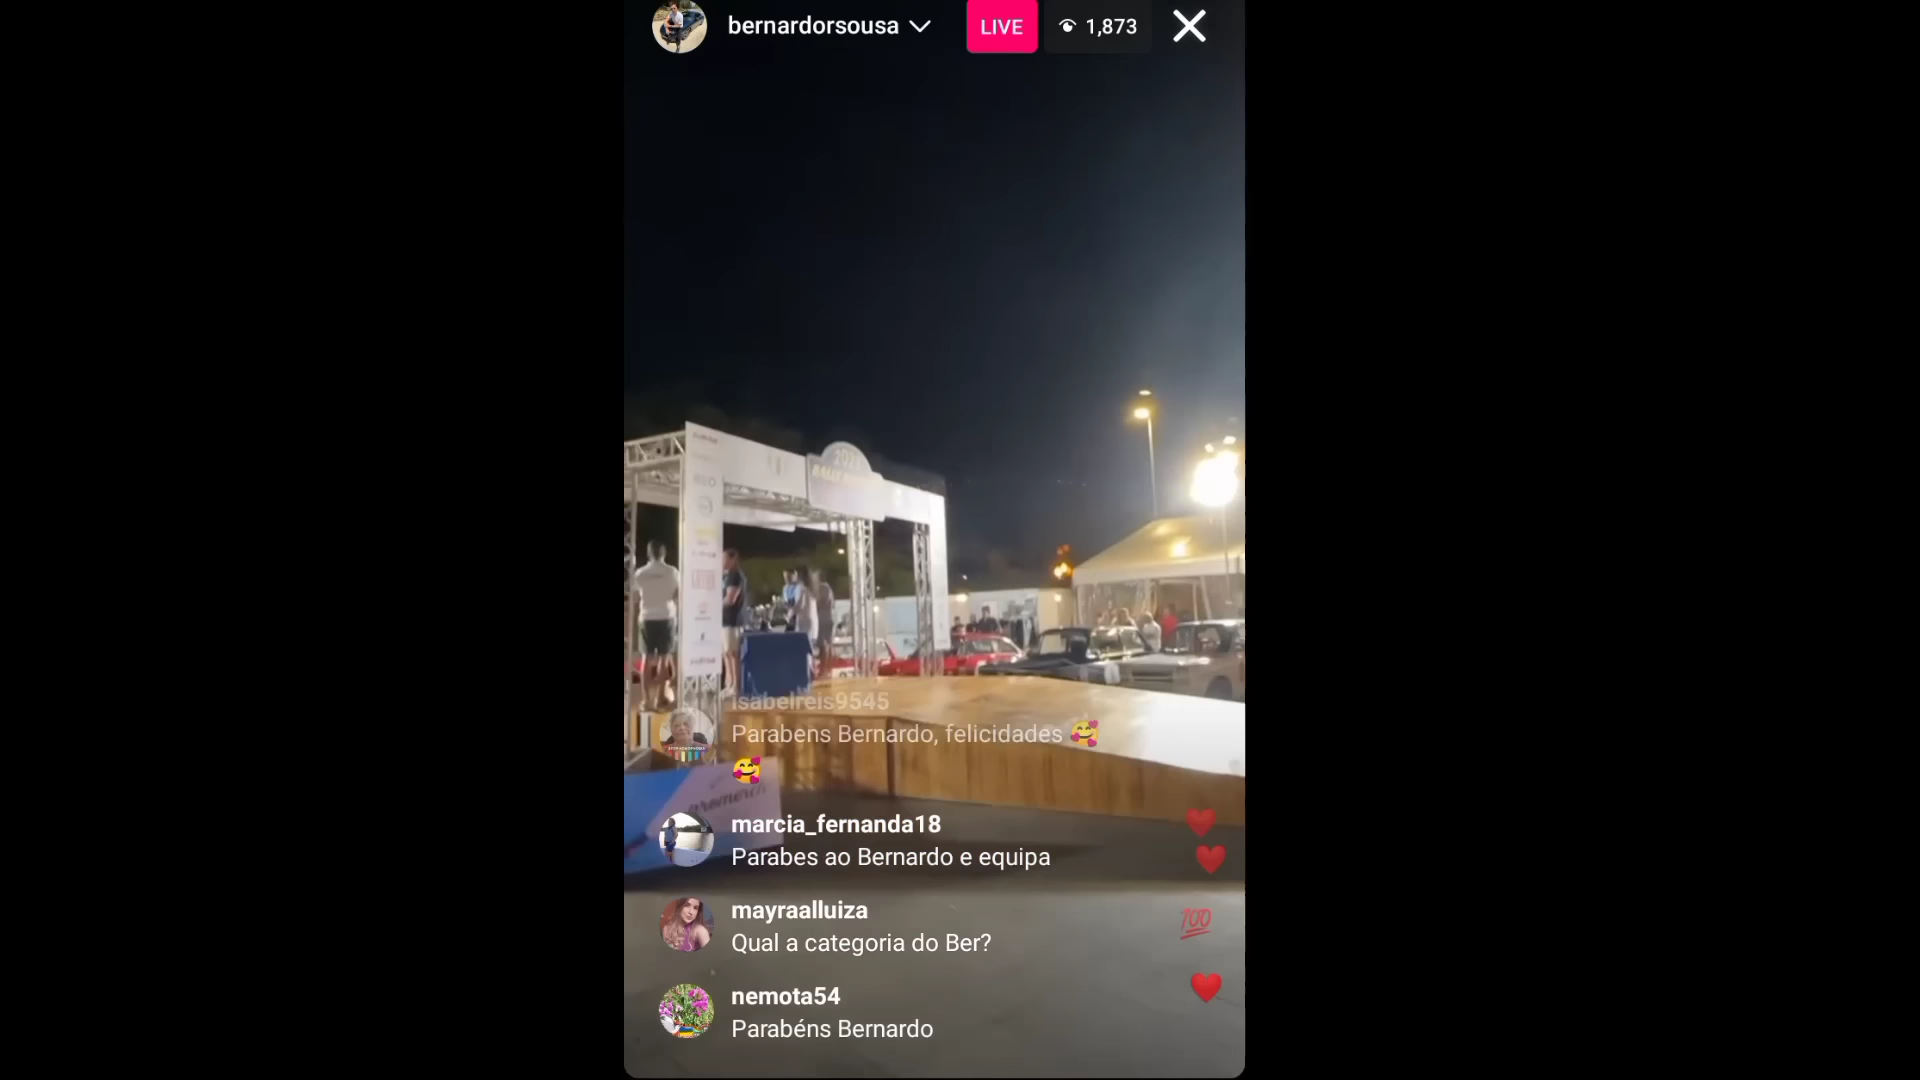 bernardorsousa
LIVE
1,873
isabelreis9545
Parabens Bernardo, felicidades 🥰
🥰
marcia_fernanda18
Parabes ao Bernardo e equipa
mayraalluiza
Qual a categoria do Ber?
nemota54
Parabéns Bernardo